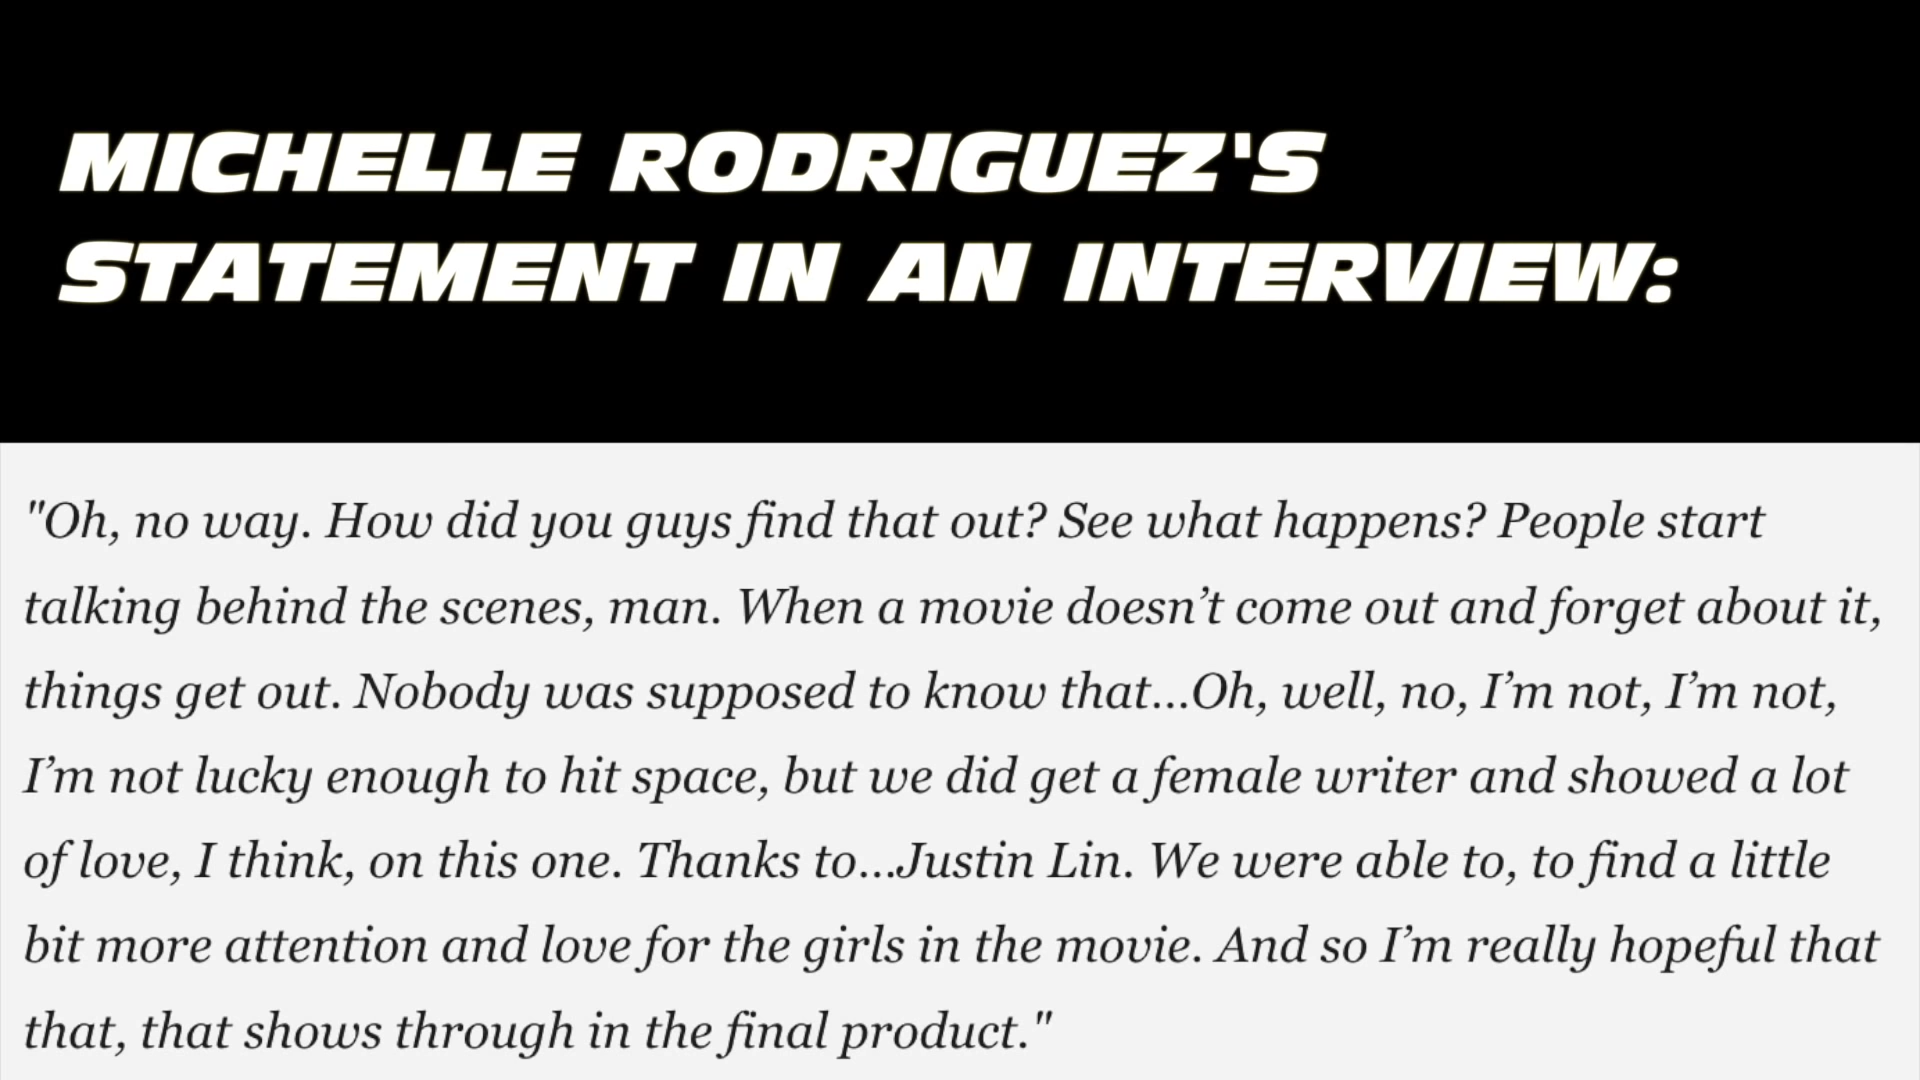 MICHELLE RODRIGUEZ'S
STATEMENT IN AN INTERVIEW:
"Oh, no way. How did you guys find that out? See what happens? People start
talking behind the scenes, man. When a movie doesn’t come out and forget about it,
things get out. Nobody was supposed to know that...Oh, well, no, I’m not, I’m not,
I’m not lucky enough to hit space, but we did get a female writer and showed a lot
of love, I think, on this one. Thanks to...Justin Lin. We were able to, to find a little
bit more attention and love for the girls in the movie. And so I’m really hopeful that
that, that shows through in the final product."